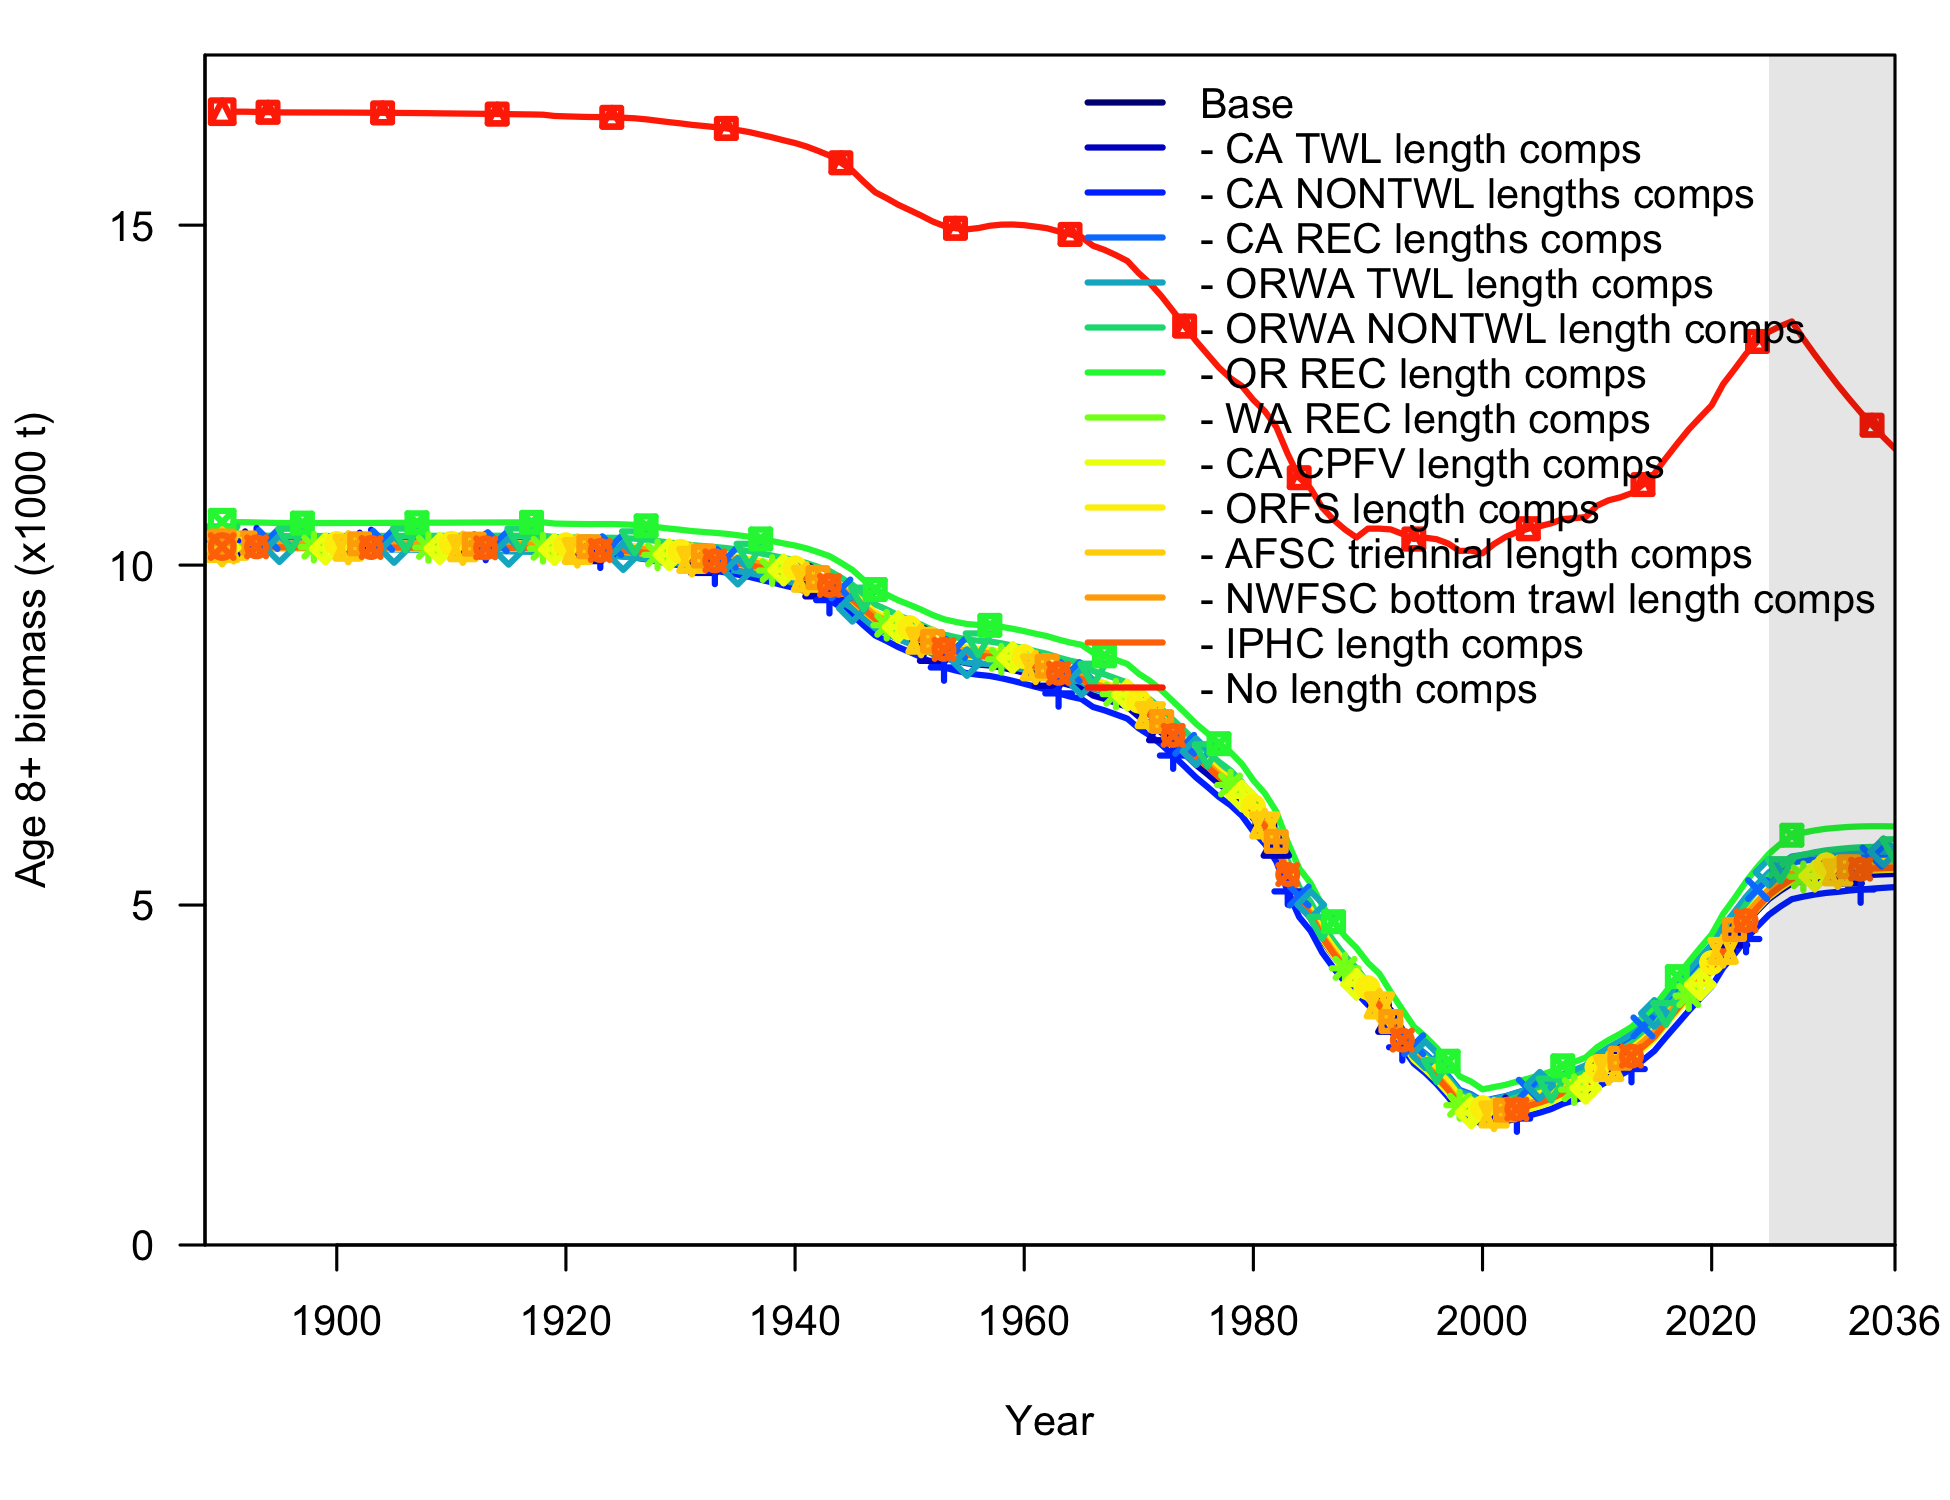 Base
- CA TWL length comps
- CA NONTWL lengths comps
- CA REC lengths comps
- ORWA TWL length comps
- ORWA NONTWL length comps
- OR REC length comps
- WA REC length comps
- CA CPFV length comps
- ORFS length comps
- AFSC triennial length comps
- NWFSC bottom trawl length comps
- IPHC length comps
- No length comps
Age 8+ biomass (x1000 t)
15
10
5
0
1900 1920 1940 1960 1980 2000 2020 2036
Year